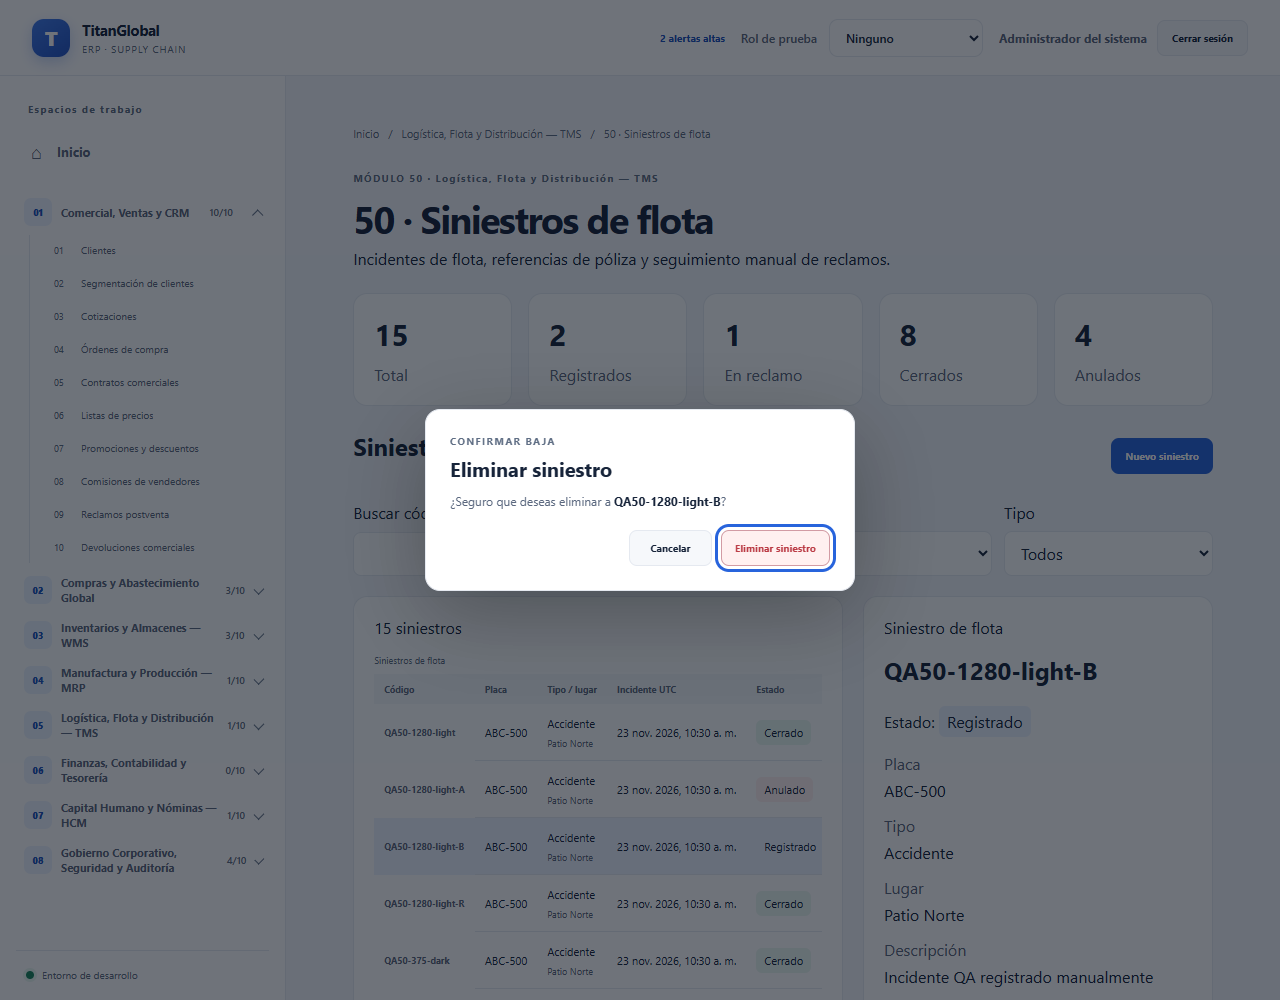 T
TitanGlobal
ERP · SUPPLY CHAIN
2 alertas altas
Rol de prueba
Ninguno
Administrador del sistema
Cerrar sesión
Espacios de trabajo
Inicio
01 Comercial, Ventas y CRM 10/10
01 Clientes
02 Segmentación de clientes
03 Cotizaciones
04 Órdenes de compra
05 Contratos comerciales
06 Listas de precios
07 Promociones y descuentos
08 Comisiones de vendedores
09 Reclamos postventa
10 Devoluciones comerciales
02 Compras y Abastecimiento Global 3/10
03 Inventarios y Almacenes — WMS 3/10
04 Manufactura y Producción — MRP 1/10
05 Logística, Flota y Distribución — TMS 1/10
06 Finanzas, Contabilidad y Tesorería 0/10
07 Capital Humano y Nóminas — HCM 1/10
08 Gobierno Corporativo, Seguridad y Auditoría 4/10
Entorno de desarrollo
Inicio / Logística, Flota y Distribución — TMS / 50 · Siniestros de flota
MÓDULO 50 · Logística, Flota y Distribución — TMS
50 · Siniestros de flota
Incidentes de flota, referencias de póliza y seguimiento manual de reclamos.
15
Total
2
Registrados
1
En reclamo
8
Cerrados
4
Anulados
Nuevo siniestro
Tipo
Todos
CONFIRMAR BAJA
Eliminar siniestro
¿Seguro que deseas eliminar a QA50-1280-light-B?
Cancelar
Eliminar siniestro
15 siniestros
Siniestros de flota
Código Placa Tipo / lugar Incidente UTC Estado
QA50-1280-light ABC-500 Accidente Patio Norte 23 nov. 2026, 10:30 a. m. Cerrado
QA50-1280-light-A ABC-500 Accidente Patio Norte 23 nov. 2026, 10:30 a. m. Anulado
QA50-1280-light-B ABC-500 Accidente Patio Norte 23 nov. 2026, 10:30 a. m. Registrado
QA50-1280-light-R ABC-500 Accidente Patio Norte 23 nov. 2026, 10:30 a. m. Cerrado
QA50-375-dark ABC-500 Accidente Patio Norte 23 nov. 2026, 10:30 a. m. Cerrado
Siniestro de flota
QA50-1280-light-B
Estado: Registrado
Placa
ABC-500
Tipo
Accidente
Lugar
Patio Norte
Descripción
Incidente QA registrado manualmente